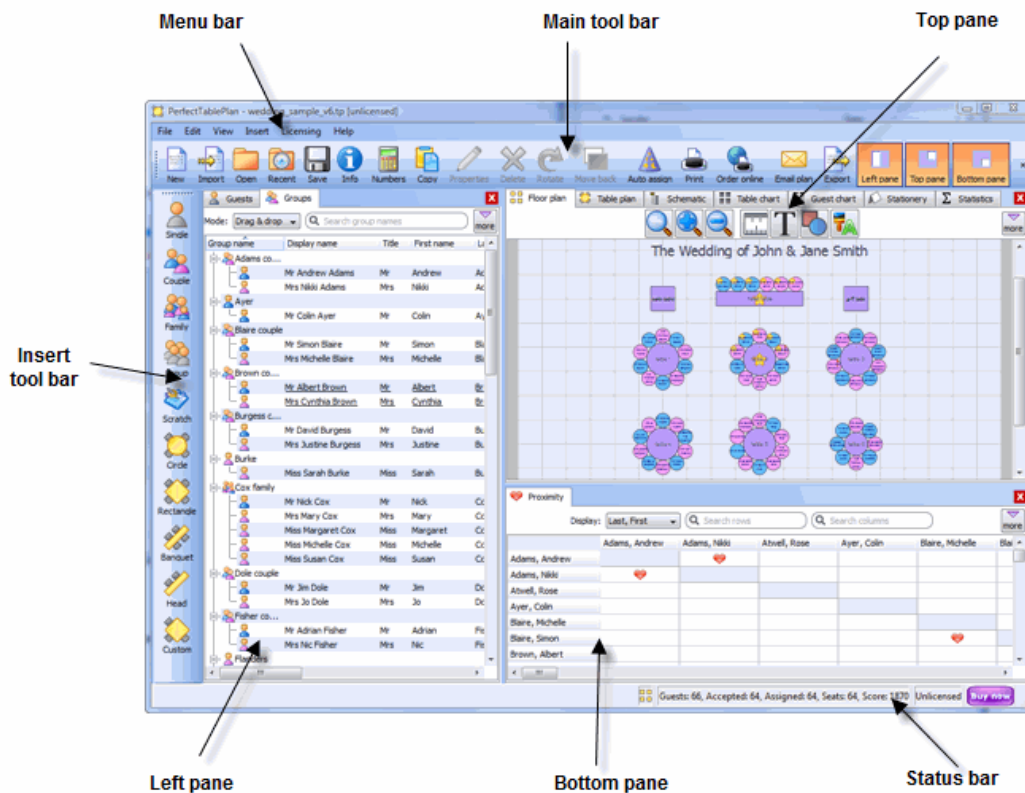 Menu bar
Main tool bar
Top pane
PerfectTablePlan - wedding_sample_v6.tp [unlicensed]
File Edit View Insert Licensing Help
New Import Open Recent Save Info Numbers Copy Properties Delete Rotate Move back Auto assign Print Order online Email plan Export Left pane Top pane Bottom pane
Guests Groups
Floor plan Table plan Schematic Table chart Guest chart Stationery Statistics
Mode: Drag & drop Search group names more
more
Group name Display name Title First name
The Wedding of John & Jane Smith
Single
Couple
Family
Insert
tool bar
Scratch
Circle
Rectangle
Banquet
Head
Custom
Adams co....
Mr Andrew Adams Mr Andrew
Mrs Nikki Adams Mrs Nikki
Ayer
Mr Colin Ayer Mr Colin
Blaire couple
Mr Simon Blaire Mr Simon
Mrs Michelle Blaire Mrs Michelle
Brown co....
Mr Albert Brown Mr Albert
Mrs Cynthia Brown Mrs Cynthia
Burgess c....
Mr David Burgess Mr David
Mrs Justine Burgess Mrs Justine
Burke
Miss Sarah Burke Miss Sarah
Cox family
Mr Nick Cox Mr Nick
Mrs Mary Cox Mrs Mary
Miss Margaret Cox Miss Margaret
Miss Michelle Cox Miss Michelle
Miss Susan Cox Miss Susan
Dole couple
Mr Jim Dole Mr Jim
Mrs Jo Dole Mrs Jo
Fisher co....
Mr Adrian Fisher Mr Adrian
Mrs Nic Fisher Mrs Nic
Flanders
Proximity
Display: Last, First Search rows Search columns more
Adams, Andrew Adams, Nikki Atwell, Rose Ayer, Colin Blaire, Michelle Blai
Adams, Andrew
Adams, Nikki
Atwell, Rose
Ayer, Colin
Blaire, Michelle
Blaire, Simon
Brown, Albert
Guests: 66, Accepted: 64, Assigned: 64, Seats: 64, Score: 1870 Unlicensed Buy now
Left pane
Bottom pane
Status bar